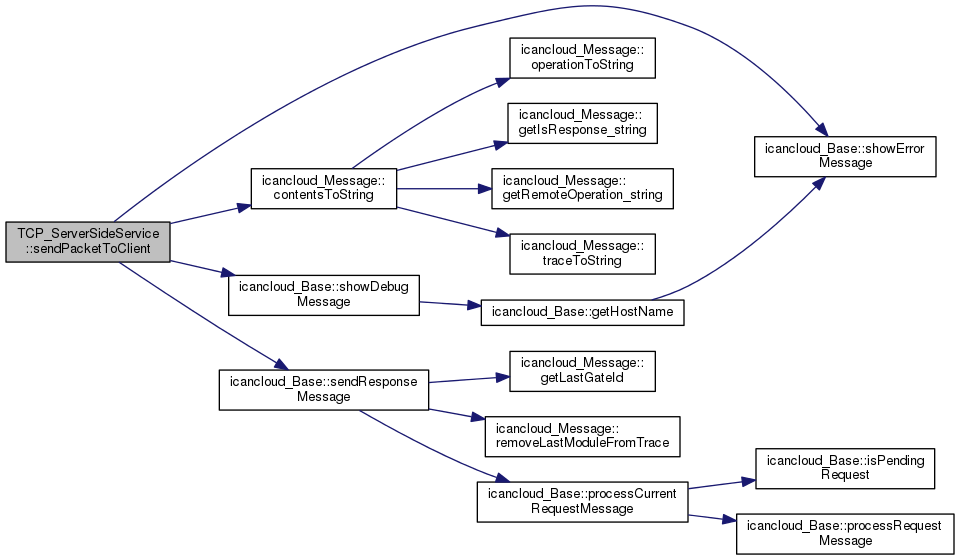 TCP_ServerSideService
::sendPacketToClient
icancloud_Message::
contentsToString
icancloud_Base::showDebug
Message
icancloud_Base::sendResponse
Message
icancloud_Message::
operationToString
icancloud_Message::
getIsResponse_string
icancloud_Message::
getRemoteOperation_string
icancloud_Message::
traceToString
icancloud_Base::getHostName
icancloud_Message::
getLastGateId
icancloud_Message::
removeLastModuleFromTrace
icancloud_Base::processCurrent
RequestMessage
icancloud_Base::showError
Message
icancloud_Base::isPending
Request
icancloud_Base::processRequest
Message